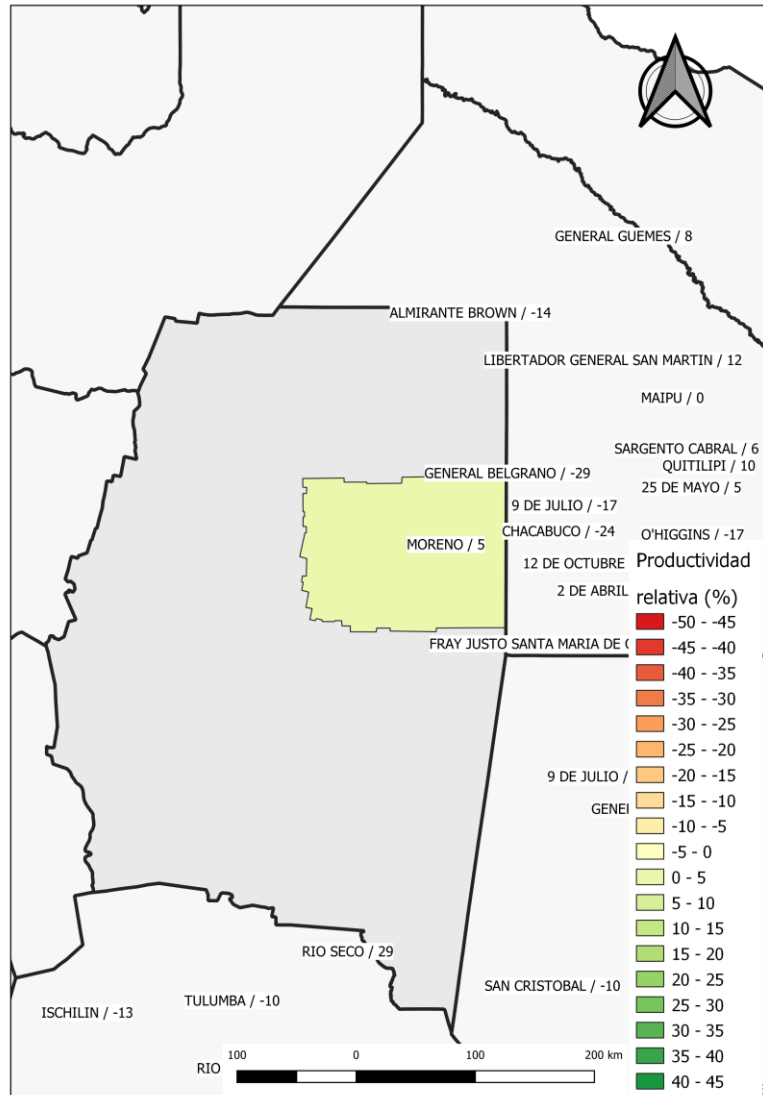 GENERAL GUEMES / 8
ALMIRANTE BROWN / -14
LIBERTADOR GENERAL SAN MARTIN / 12
MAIPU / 0
SARGENTO CABRAL / 6
QUITILIPI / 10
GENERAL BELGRANO / -29
25 DE MAYO / 5
9 DE JULIO / -17
CHACABUCO / -24
O'HIGGINS / -17
MORENO / 5
12 DE OCTUBRE
2 DE ABRIL
FRAY JUSTO SANTA MARIA DE
9 DE JULIO /
RIO SECO / 29
SAN CRISTOBAL / -10
TULUMBA / -10
ISCHILIN / -13
RIO
Productividad
relativa (%)
-50 - -45
-45 - -40
-40 - -35
-35 - -30
-30 - -25
-25 - -20
-20 - -15
-15 - -10
-10 - -5
-5 - 0
0 - 5
5 - 10
10 - 15
15 - 20
20 - 25
25 - 30
30 - 35
35 - 40
40 - 45
100 0 100 200 km